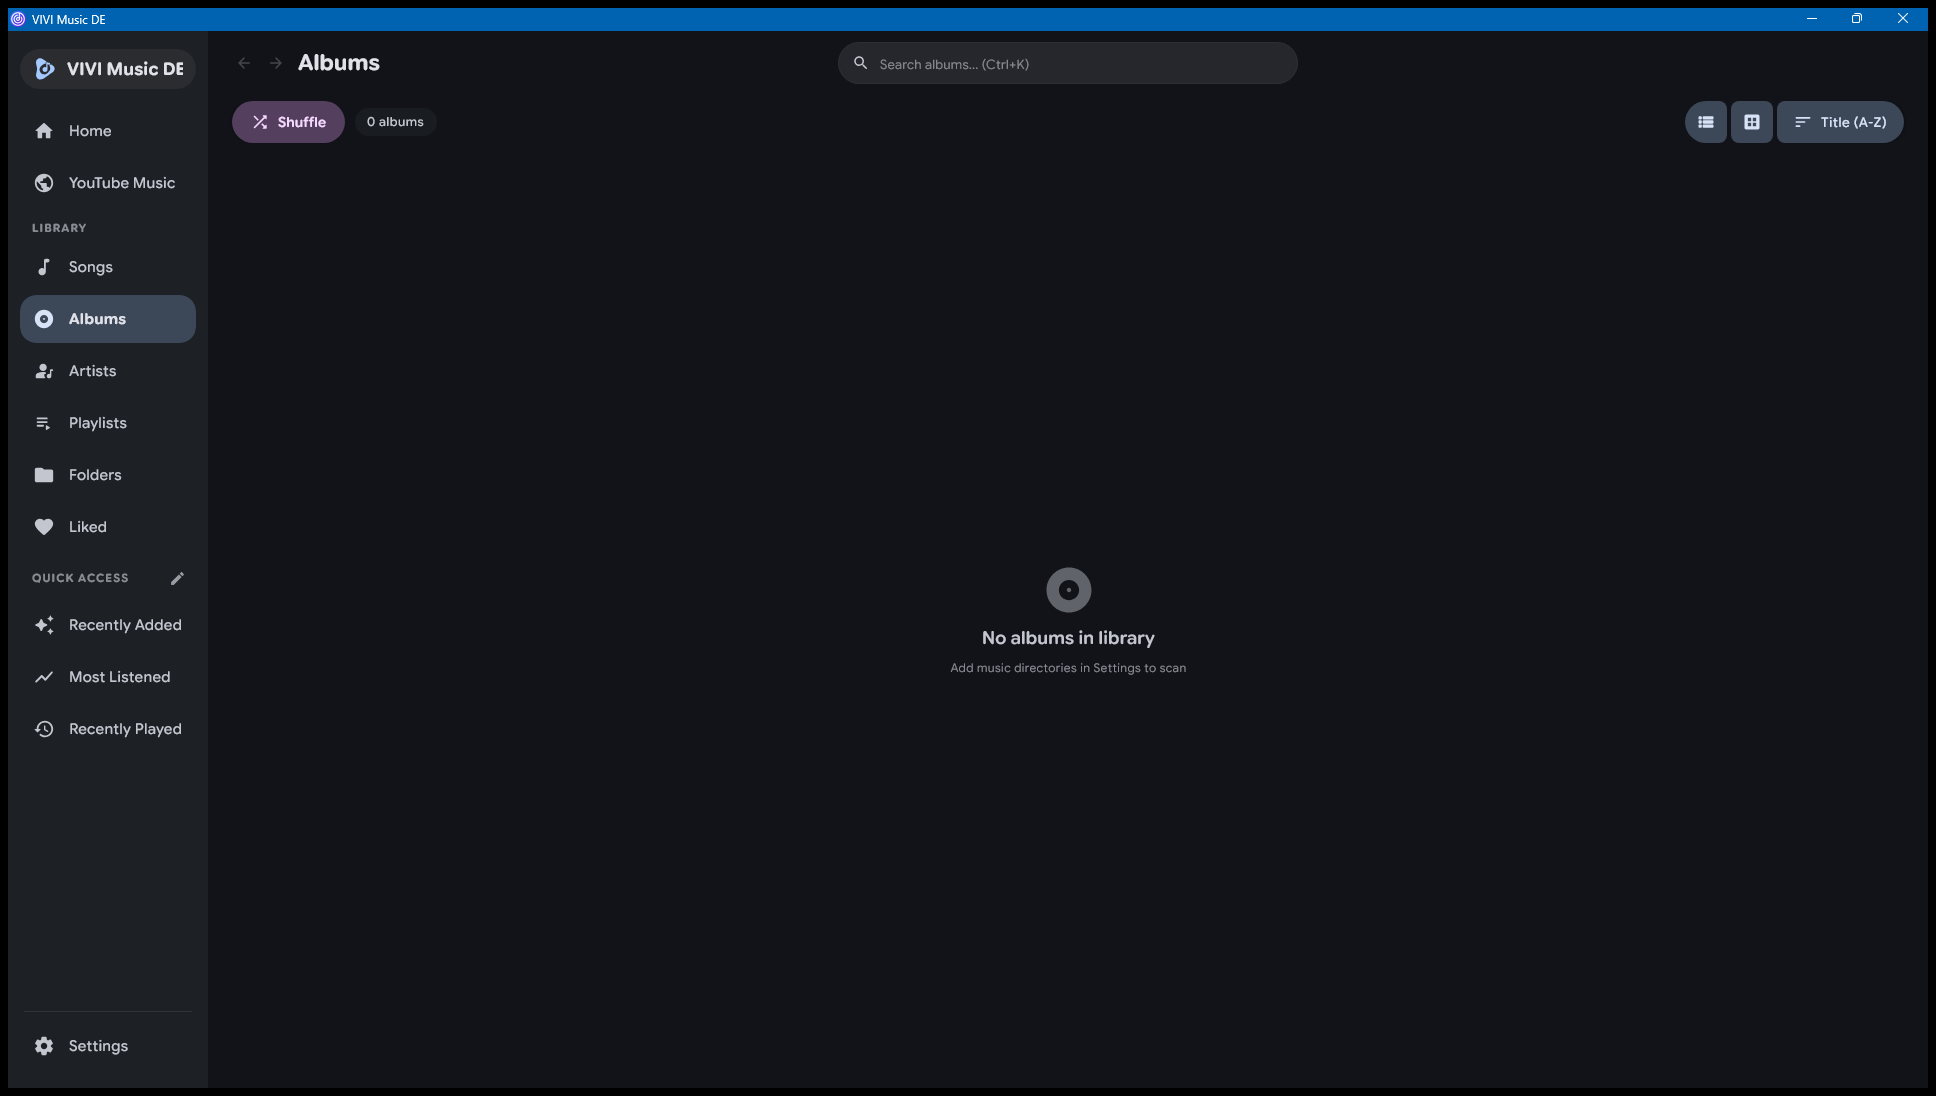 VIVI Music DE
VIVI Music DE
Albums
Search albums... (Ctrl+K)
Shuffle
0 albums
Title (A-Z)
Home
YouTube Music
LIBRARY
Songs
Albums
Artists
Playlists
Folders
Liked
QUICK ACCESS
Recently Added
Most Listened
Recently Played
Settings
No albums in library
Add music directories in Settings to scan